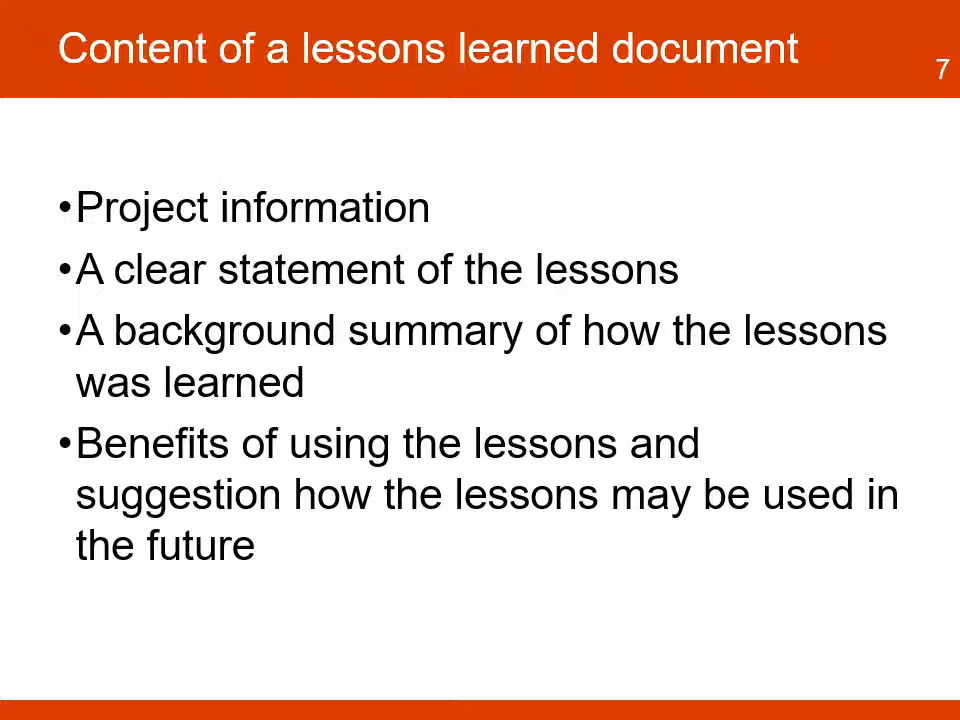 Content of a lessons learned document
7
•Project information
•A clear statement of the lessons
•A background summary of how the lessons
was learned
•Benefits of using the lessons and
suggestion how the lessons may be used in
the future